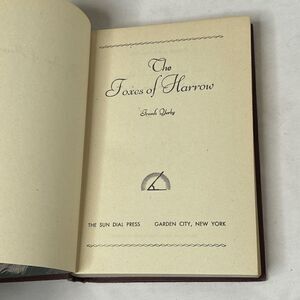 The
Foxes of Harrow
Frank Yerby
THE SUN DIAL PRESS GARDEN CITY, NEW YORK